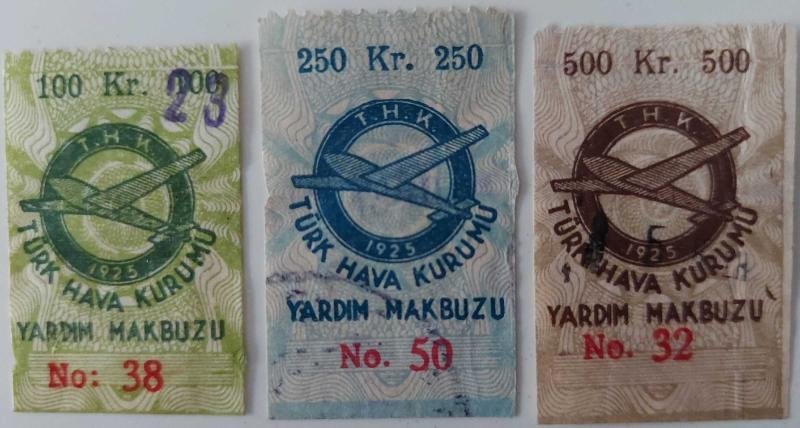 100 Kr. 100
23
T.H.K.
1925
TÜRK HAVA KURUMU
YARDIM MAKBUZU
No: 38
250 Kr. 250
T.H.K.
1925
TÜRK HAVA KURUMU
YARDIM MAKBUZU
No. 50
500 Kr. 500
T.H.K.
1925
TÜRK HAVA KURUMU
YARDIM MAKBUZU
No. 32